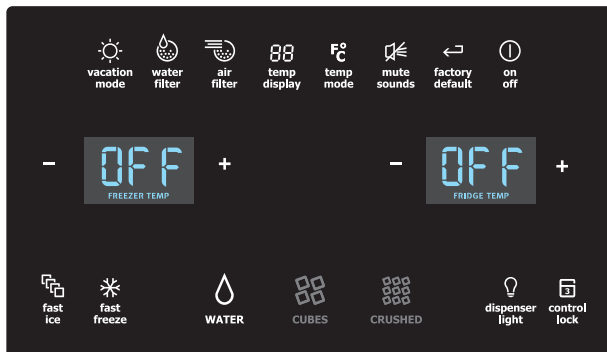 88 F°C
vacation mode
water filter
air filter
temp display
temp mode
mute sounds
factory default
on off
− OFF + − OFF +
FREEZER TEMP
FRIDGE TEMP
3
fast ice
fast freeze
WATER
CUBES
CRUSHED
dispenser light
control lock